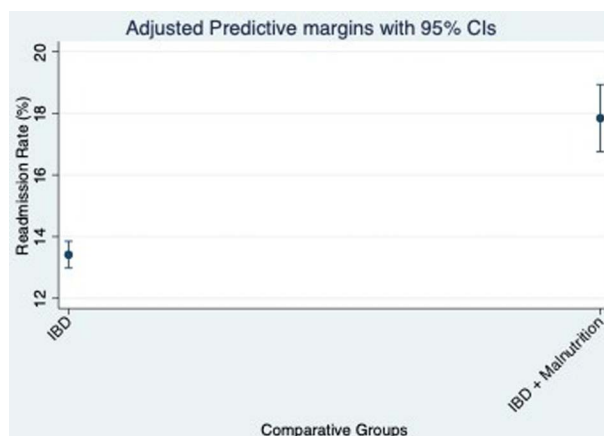 Adjusted Predictive margins with 95% CIs
Readmission Rate (%)
20
18
16
14
12
IBD
IBD + Malnutrition
Comparative Groups